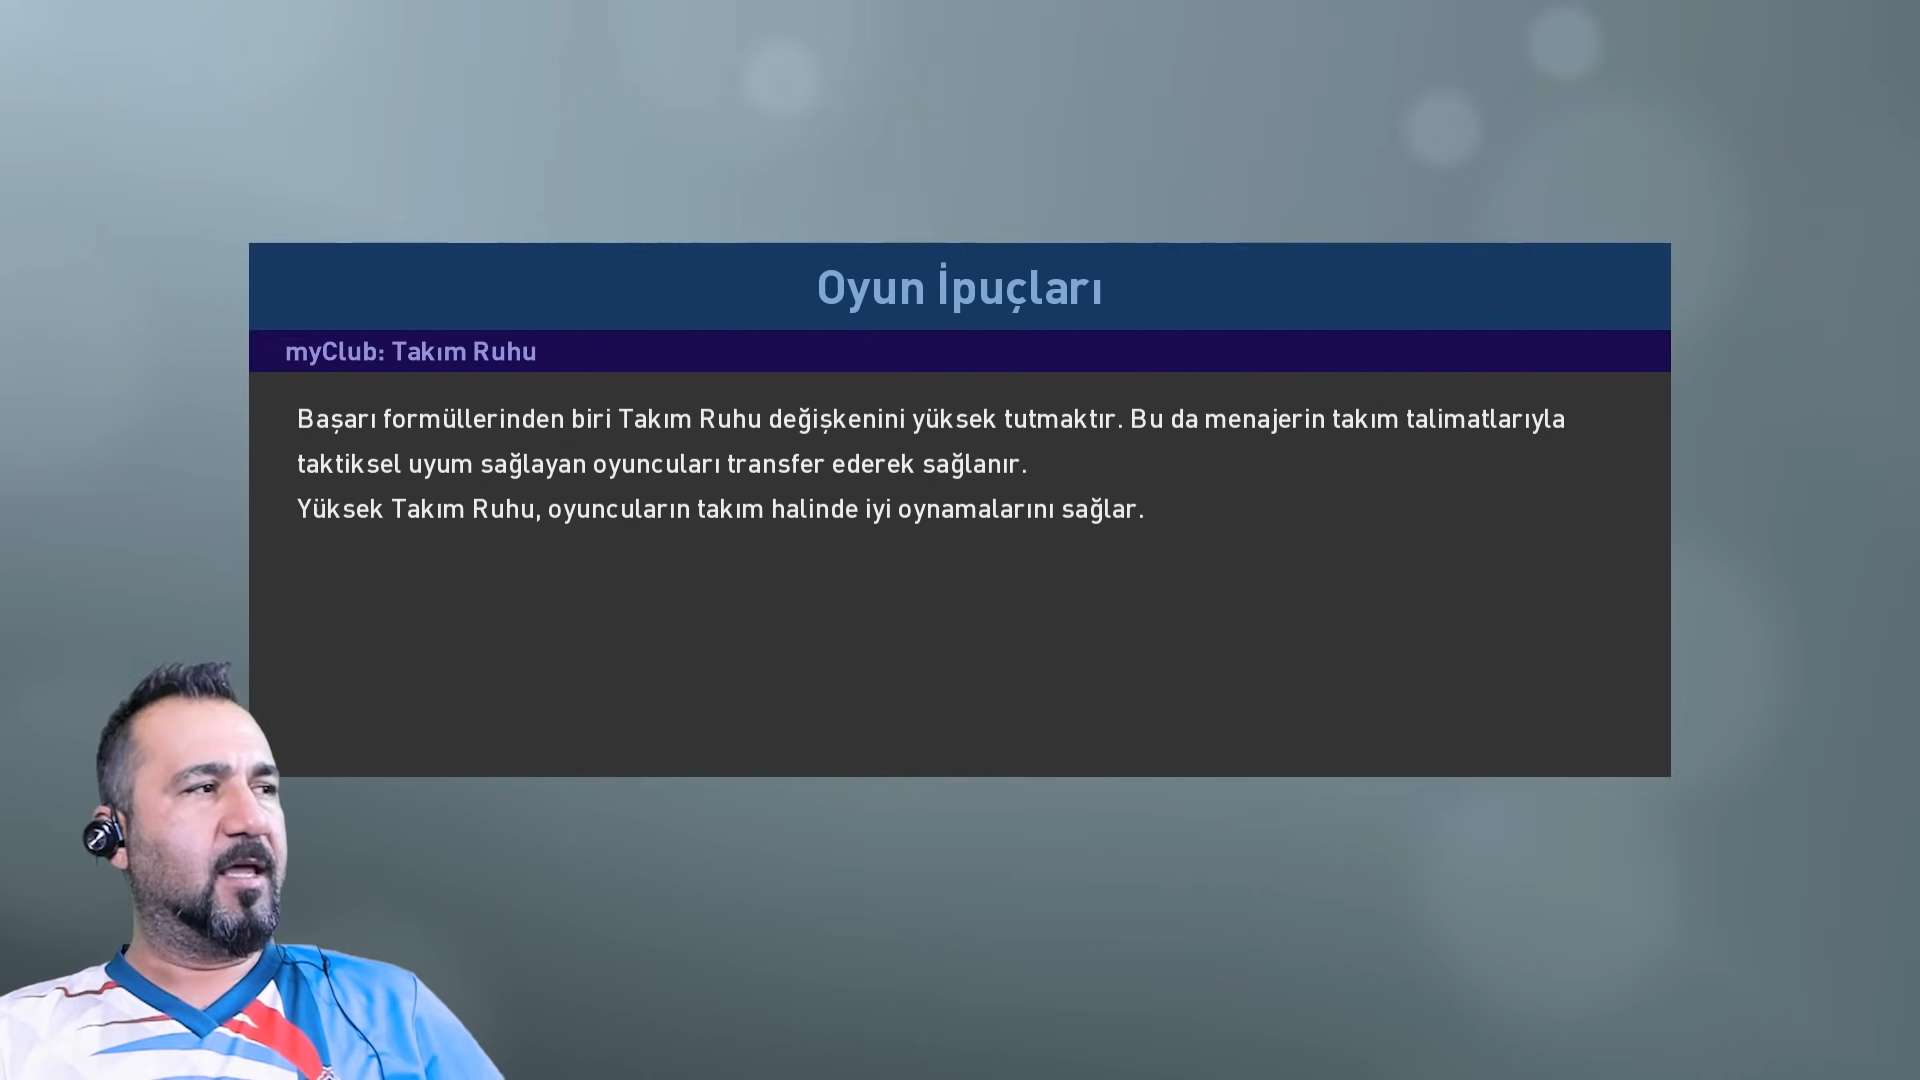 Oyun İpuçları
myClub: Takım Ruhu
Başarı formüllerinden biri Takım Ruhu değişkenini yüksek tutmaktır. Bu da menajerin takım talimatlarıyla
taktiksel uyum sağlayan oyuncuları transfer ederek sağlanır.
Yüksek Takım Ruhu, oyuncuların takım halinde iyi oynamalarını sağlar.